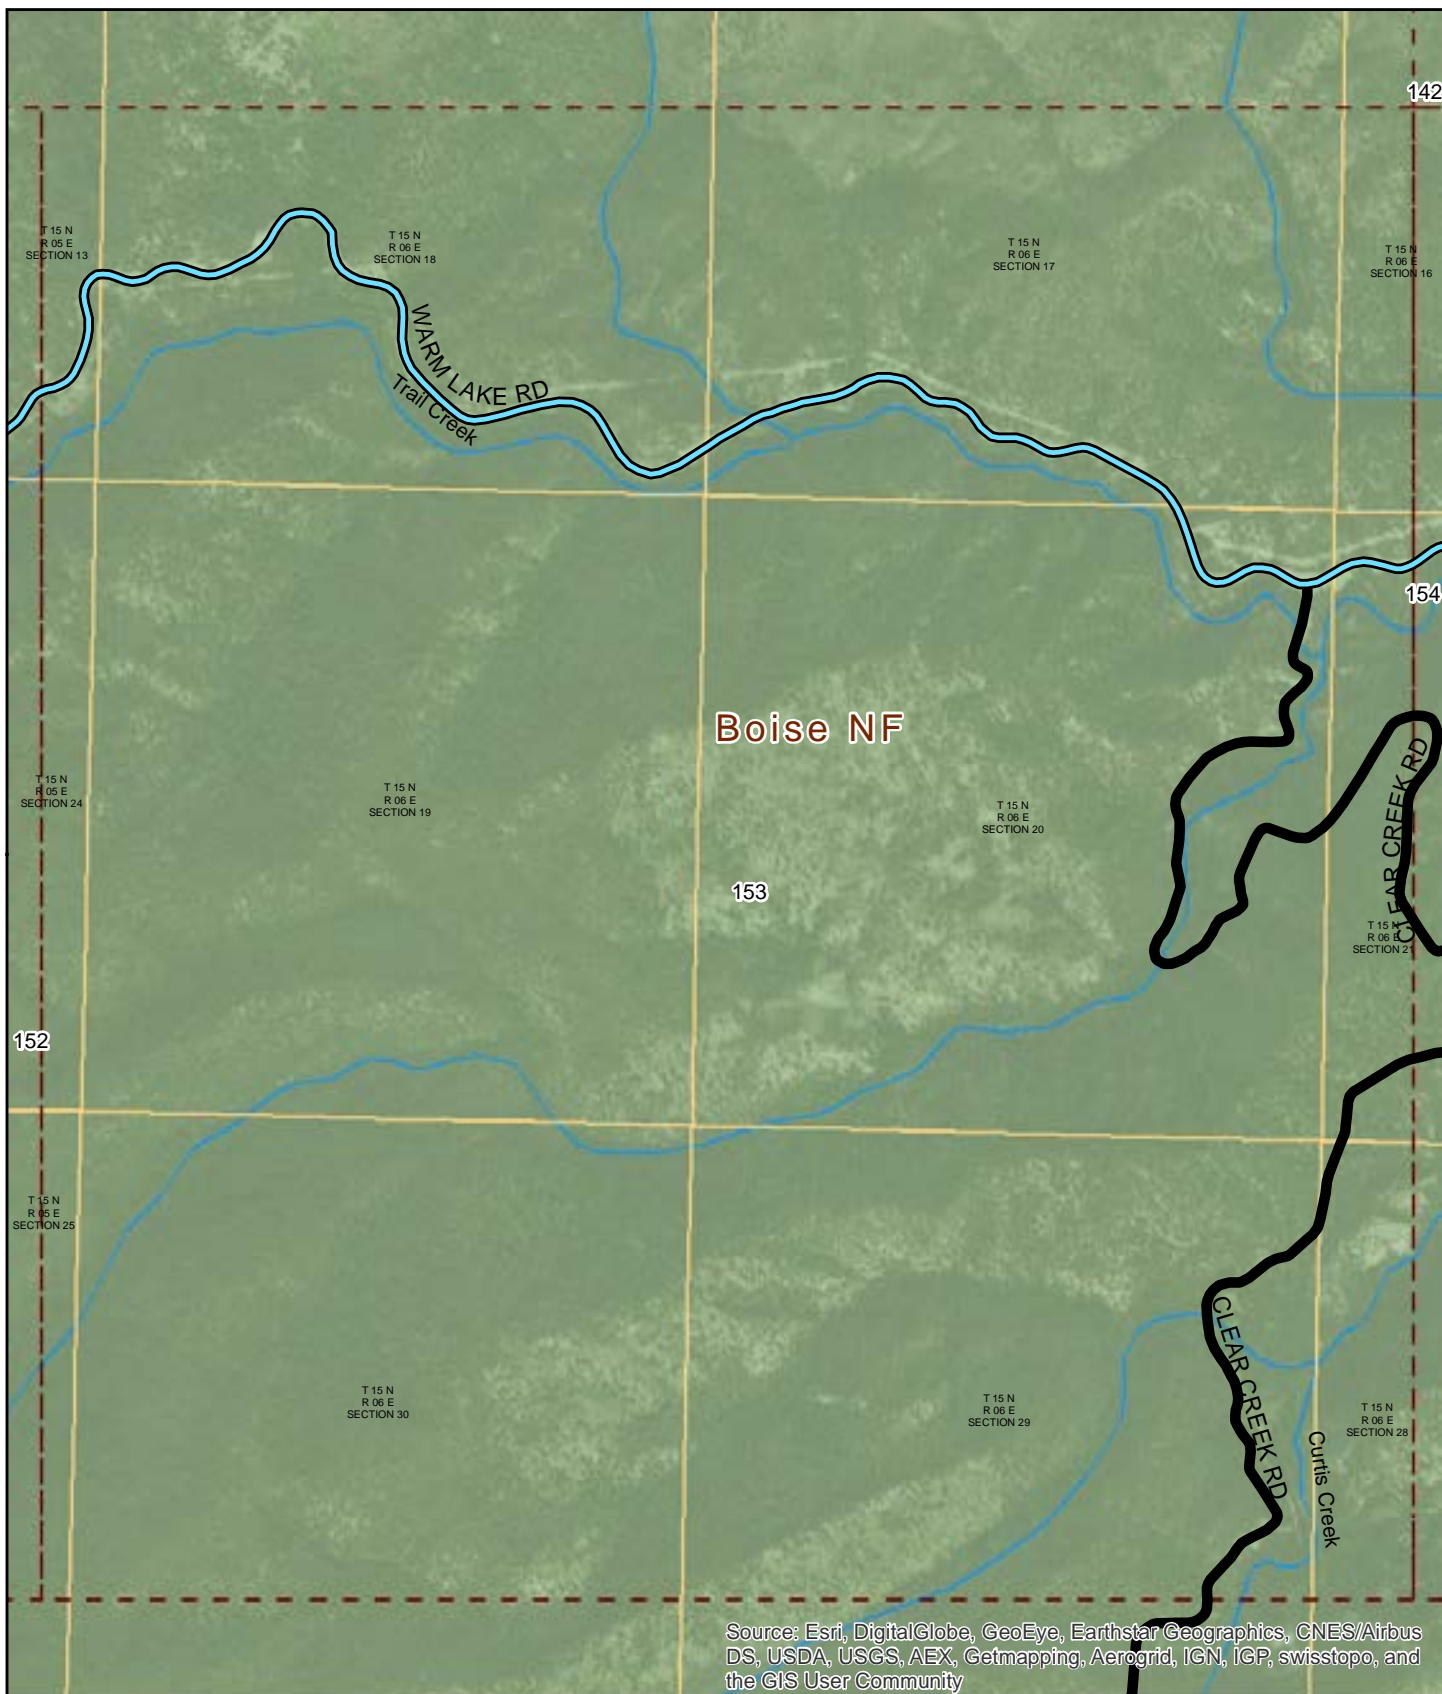 142
T 15 N
R 05 E
SECTION 13
T 15 N
R 06 E
SECTION 18
T 15 N
R 06 E
SECTION 17
T 15 N
R 06 E
SECTION 16
WARM LAKE RD
Trail Creek
154
Boise NF
T 15 N
R 05 E
SECTION 24
T 15 N
R 06 E
SECTION 19
T 15 N
R 06 E
SECTION 20
CLEAR CREEK RD
153
T 15 N
R 06 E
SECTION 21
152
T 15 N
R 05 E
SECTION 25
CLEAR CREEK RD
T 15 N
R 06 E
SECTION 30
T 15 N
R 06 E
SECTION 29
T 15 N
R 06 E
SECTION 28
Curtis Creek
Source: Esri, DigitalGlobe, GeoEye, Earthstar Geographics, CNES/Airbus
DS, USDA, USGS, AEX, Getmapping, Aerogrid, IGN, IGP, swisstopo, and
the GIS User Community